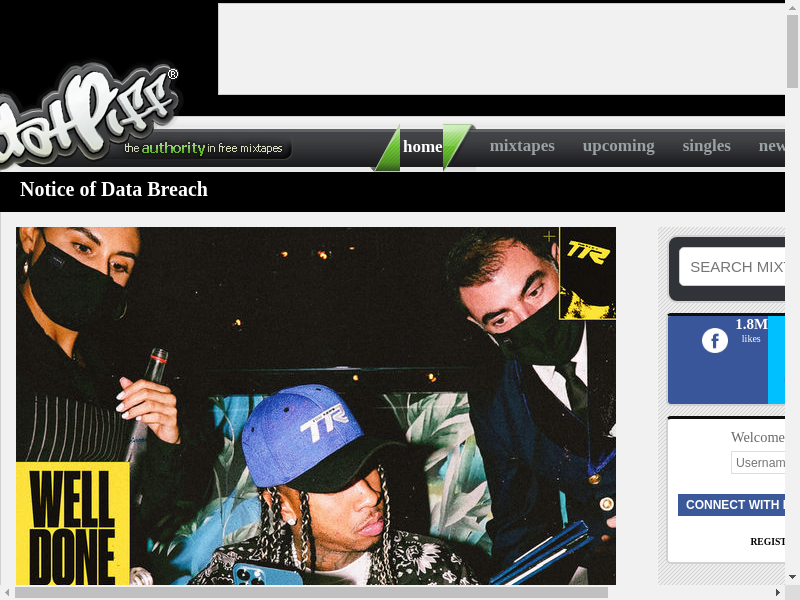 datPiff®
the authority in free mixtapes
home
mixtapes
upcoming
singles
new
Notice of Data Breach
TR
WELL
DONE
TR
SEARCH MIXT
1.8M
likes
Welcome
Usernam
CONNECT WITH
REGIST